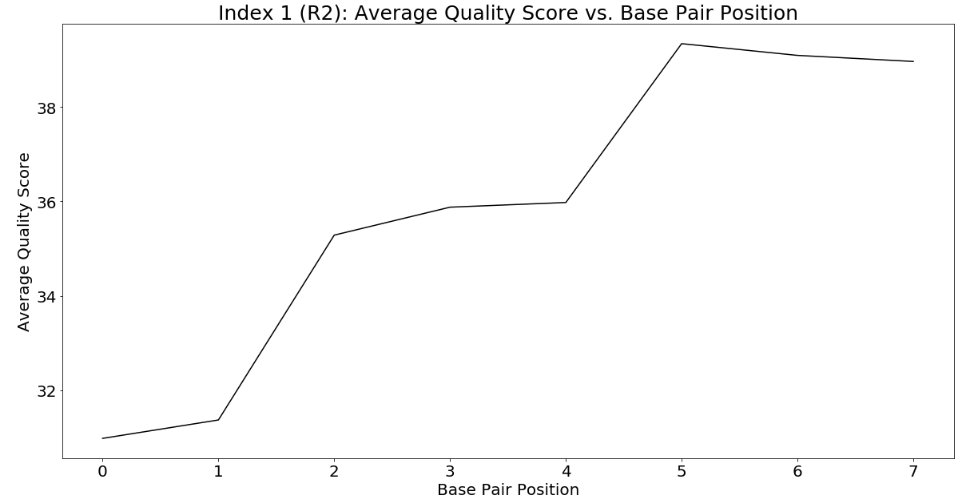 Index 1 (R2): Average Quality Score vs. Base Pair Position
Average Quality Score
38
36
34
32
0 1 2 3 4 5 6 7
Base Pair Position